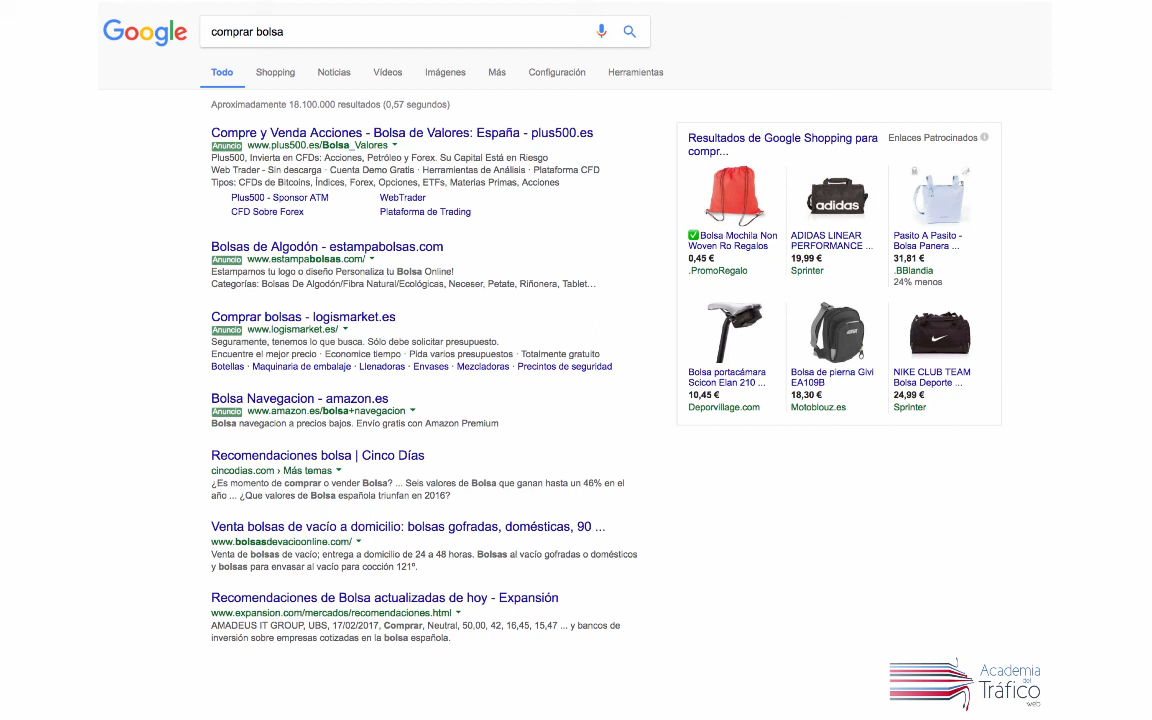 Google
comprar bolsa
Todo Shopping Noticias Vídeos Imágenes Más Configuración Herramientas
Aproximadamente 18.100.000 resultados (0,57 segundos)
Compre y Venda Acciones - Bolsa de Valores: España - plus500.es
Anuncio www.plus500.es/Bolsa_Valores
Plus500, Invierta en CFDs: Acciones, Petróleo y Forex. Su Capital Está en Riesgo
Web Trader - Sin descarga · Cuenta Demo Gratis · Herramientas de Análisis · Plataforma CFD
Tipos: CFDs de Bitcoins, Índices, Forex, Opciones, ETFs, Materias Primas, Acciones
Plus500 - Sponsor ATM WebTrader
CFD Sobre Forex Plataforma de Trading
Bolsas de Algodón - estampabolsas.com
Anuncio www.estampabolsas.com/
Estampamos tu logo o diseño Personaliza tu Bolsa Online!
Categorías: Bolsas De Algodón/Fibra Natural/Ecológicas, Neceser, Petate, Riñonera, Tablet…
Comprar bolsas - logismarket.es
Anuncio www.logismarket.es/
Seguramente, tenemos lo que busca. Sólo debe solicitar presupuesto.
Encuentre el mejor precio · Economice tiempo · Pida varios presupuestos · Totalmente gratuito
Botellas · Maquinaria de embalaje · Llenadoras · Envases · Mezcladoras · Precintos de seguridad
Bolsa Navegacion - amazon.es
Anuncio www.amazon.es/bolsa+navegacion
Bolsa navegacion a precios bajos. Envío gratis con Amazon Premium
Recomendaciones bolsa | Cinco Días
cincodias.com › Más temas
¿Es momento de comprar o vender Bolsa? ... Seis valores de Bolsa que ganan hasta un 46% en el
año ... ¿Que valores de Bolsa española triunfan en 2016?
Venta bolsas de vacío a domicilio: bolsas gofradas, domésticas, 90 ...
www.bolsasdevacioonline.com/
Venta de bolsas de vacío; entrega a domicilio de 24 a 48 horas. Bolsas al vacío gofradas o domésticos
y bolsas para envasar al vacío para cocción 121º.
Recomendaciones de Bolsa actualizadas de hoy - Expansión
www.expansion.com/mercados/recomendaciones.html
AMADEUS IT GROUP, UBS, 17/02/2017, Comprar, Neutral, 50,00, 42, 16,45, 15,47 ... y bancos de
inversión sobre empresas cotizadas en la bolsa española.
Resultados de Google Shopping para Enlaces Patrocinados
compr...
adidas
Bolsa Mochila Non ADIDAS LINEAR Pasito A Pasito -
Woven Ro Regalos PERFORMANCE ... Bolsa Panera ...
0,45 € 19,99 € 31,81 €
.PromoRegalo Sprinter .BBlandia
24% menos
Bolsa portacámara Bolsa de pierna Givi NIKE CLUB TEAM
Scicon Elan 210 ... EA109B Bolsa Deporte ...
10,45 € 18,30 € 24,99 €
Deporvillage.com Motoblouz.es Sprinter
Academia
del
Tráfico
web